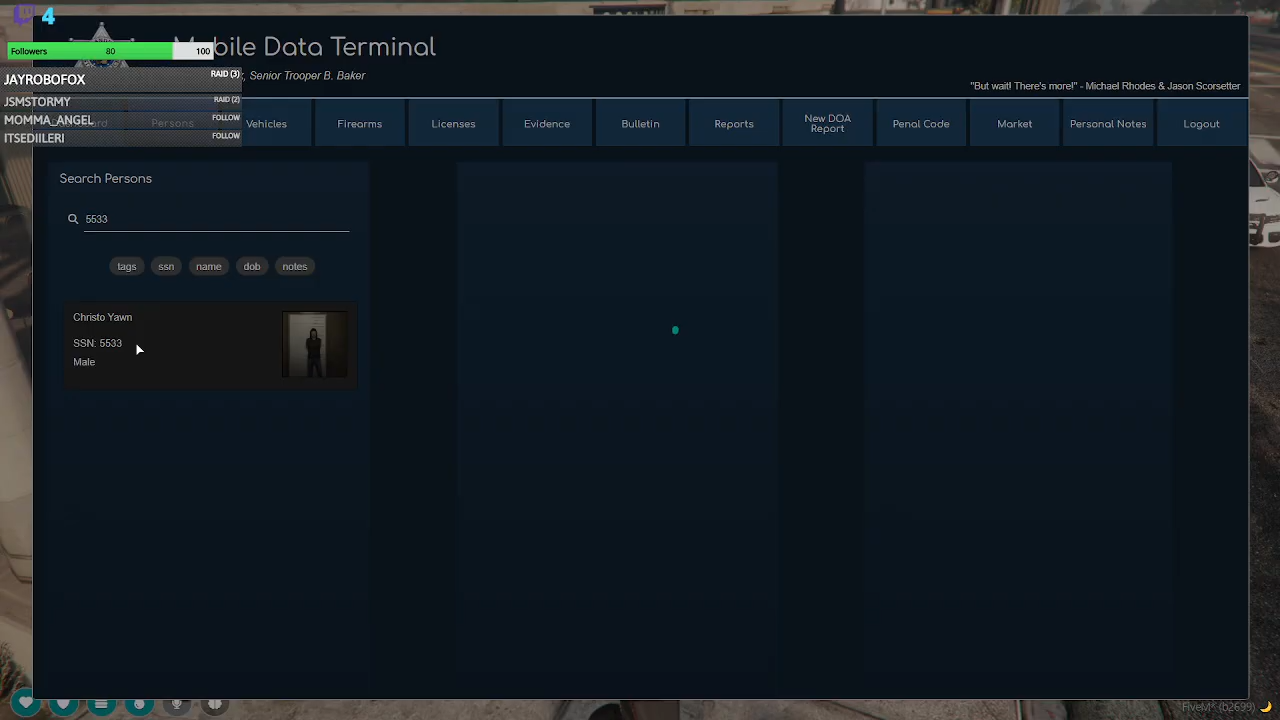 4
Mobile Data Terminal
Followers 80 100
Senior Trooper B. Baker
JAYROBOFOX RAID (3)
"But wait! There's more!" - Michael Rhodes & Jason Scorsetter
JSMSTORMY RAID (2)
MOMMA_ANGEL FOLLOW
ITSEDIILERI FOLLOW
Persons Vehicles Firearms Licenses Evidence Bulletin Reports New DOA Report Penal Code Market Personal Notes Logout
Search Persons
5533
tags ssn name dob notes
Christo Yawn
SSN: 5533
Male
FiveM* (b2699)